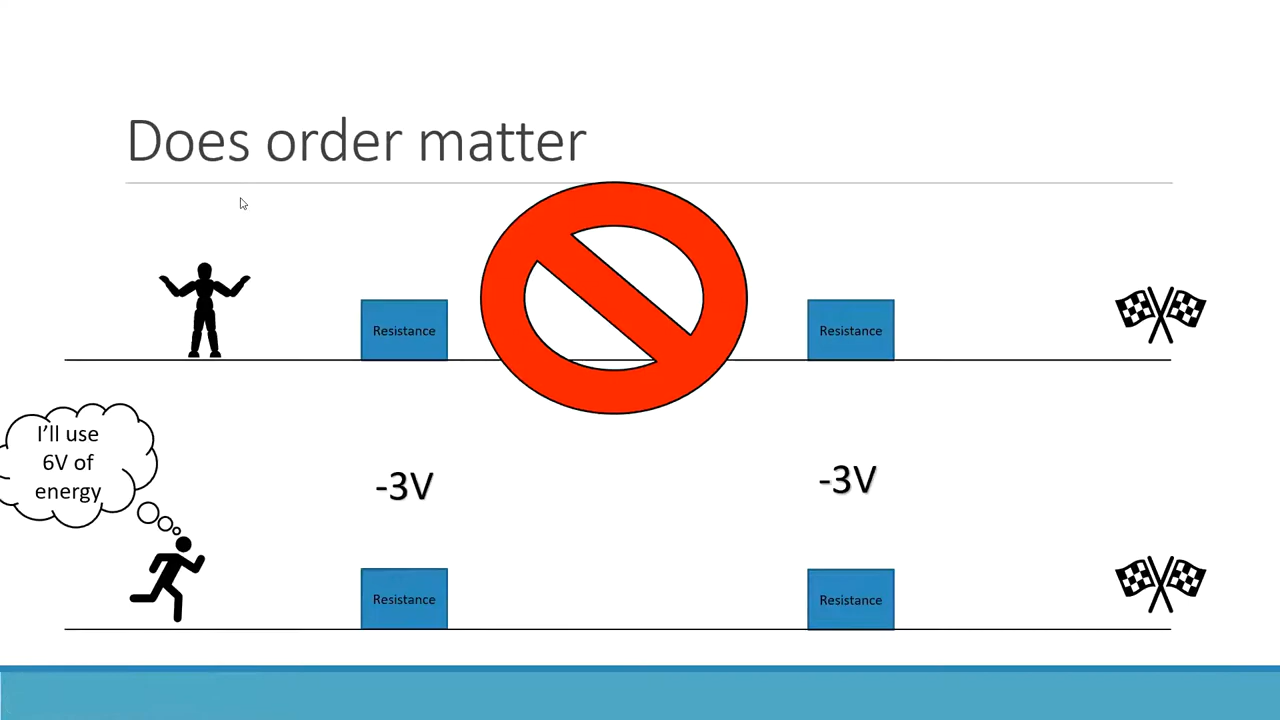 Does order matter
Resistance
Resistance
I’ll use
6V of
energy
-3V
-3V
Resistance
Resistance